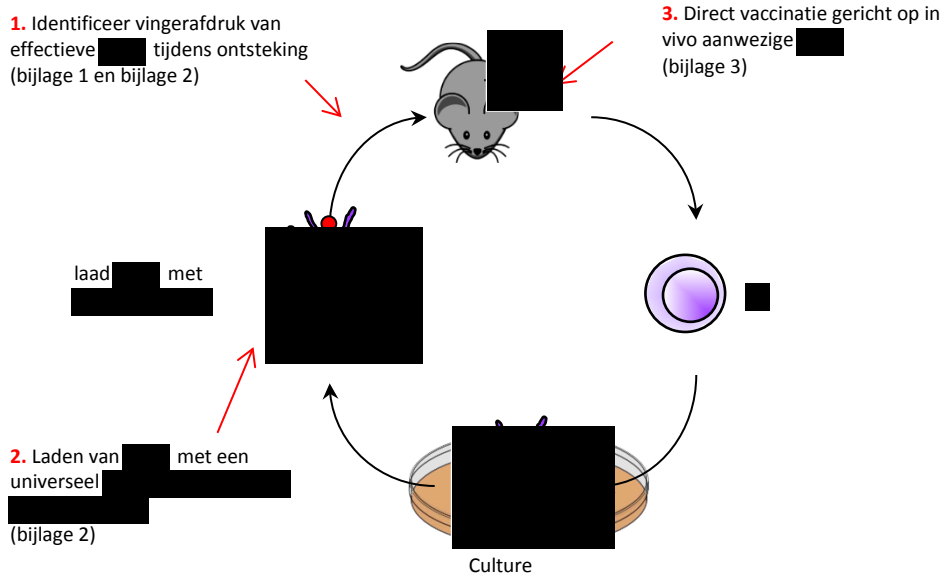 1. Identificeer vingerafdruk van
effectieve tijdens ontsteking
(bijlage 1 en bijlage 2)
3. Direct vaccinatie gericht op in
vivo aanwezige
(bijlage 3)
laad met
2. Laden van met een
universeel
(bijlage 2)
Culture